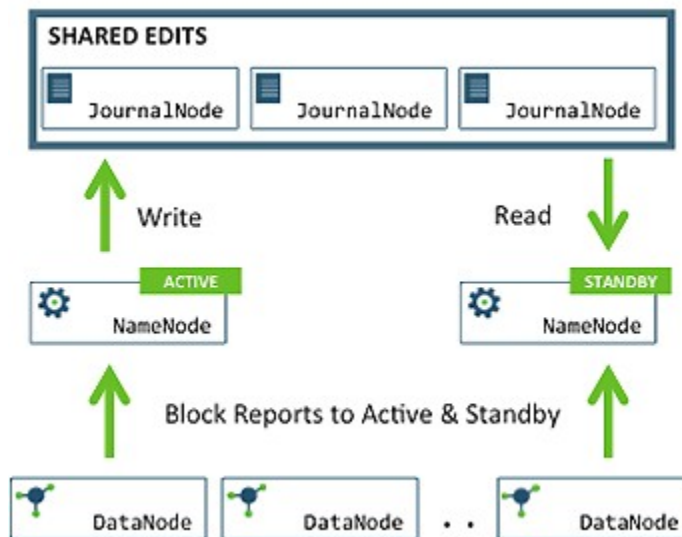 SHARED EDITS
JournalNode JournalNode JournalNode
Write Read
ACTIVE STANDBY
NameNode NameNode
Block Reports to Active & Standby
DataNode DataNode . . DataNode